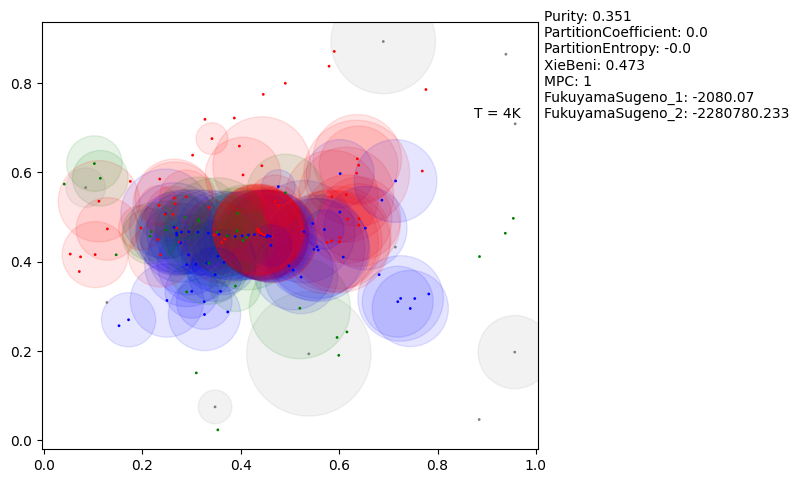 Purity: 0.351
PartitionCoefficient: 0.0
PartitionEntropy: -0.0
XieBeni: 0.473
MPC: 1
FukuyamaSugeno_1: -2080.07
FukuyamaSugeno_2: -2280780.233
T = 4K
0.8
0.6
0.4
0.2
0.0
0.0 0.2 0.4 0.6 0.8 1.0